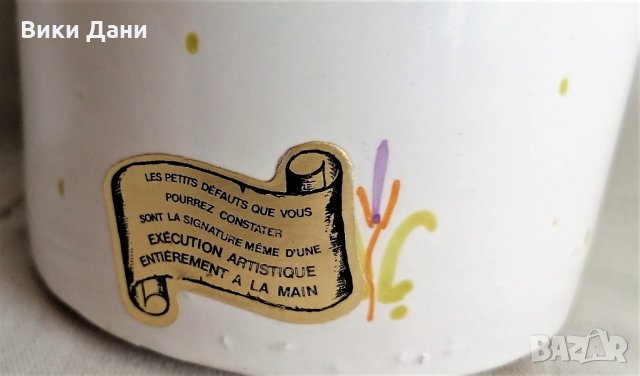 Вики Дани
LES PETITS DÉFAUTS QUE VOUS
POURREZ CONSTATER
SONT LA SIGNATURE MÊME D'UNE
EXÉCUTION ARTISTIQUE
ENTIÈREMENT À LA MAIN
BAZAR